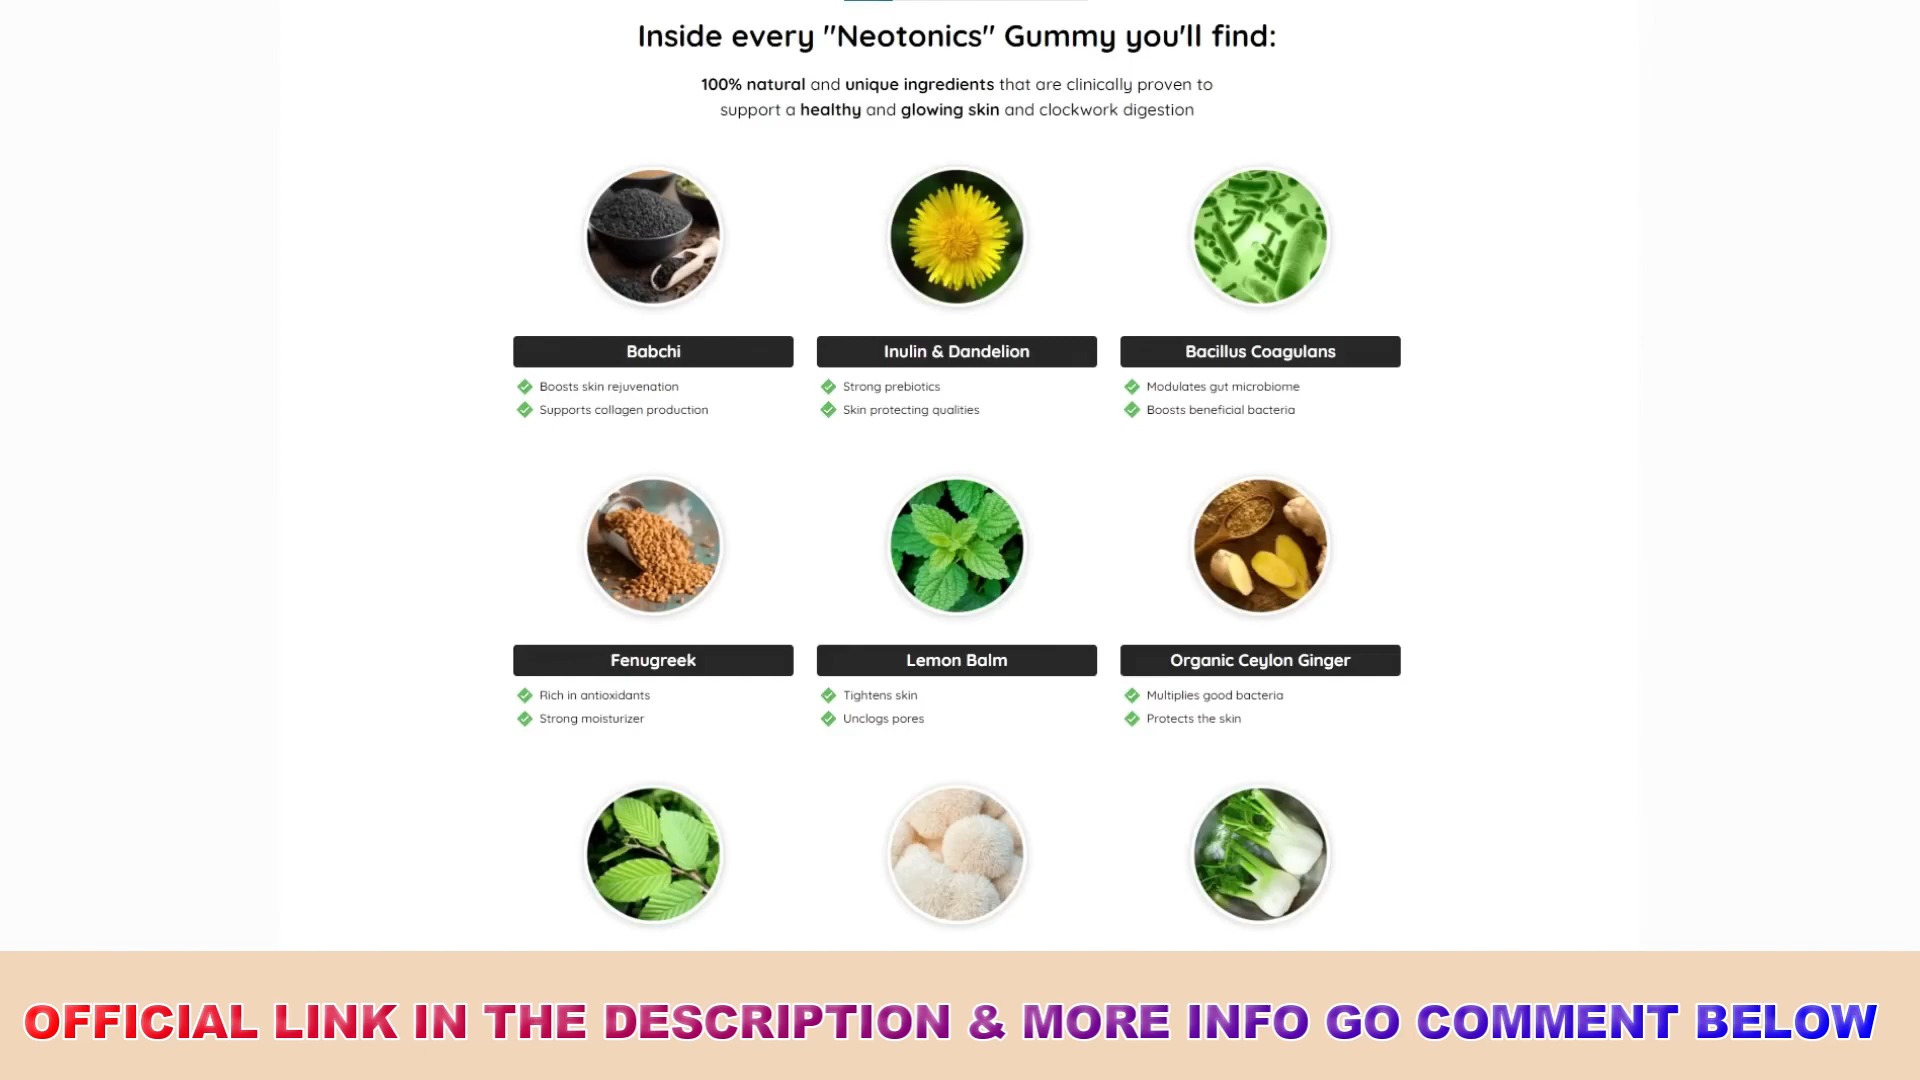 Inside every "Neotonics" Gummy you'll find:
100% natural and unique ingredients that are clinically proven to
support a healthy and glowing skin and clockwork digestion
Babchi
Boosts skin rejuvenation
Supports collagen production
Inulin & Dandelion
Strong prebiotics
Skin protecting qualities
Bacillus Coagulans
Modulates gut microbiome
Boosts beneficial bacteria
Fenugreek
Rich in antioxidants
Strong moisturizer
Lemon Balm
Tightens skin
Unclogs pores
Organic Ceylon Ginger
Multiplies good bacteria
Protects the skin
OFFICIAL LINK IN THE DESCRIPTION & MORE INFO GO COMMENT BELOW